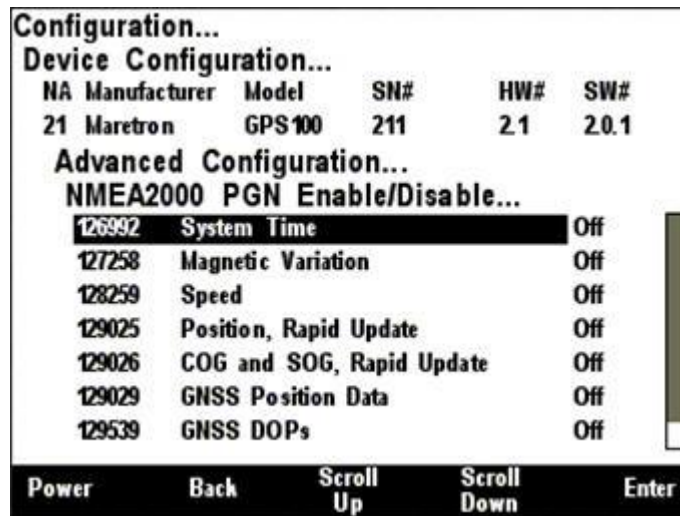 Configuration...
Device Configuration...
NA Manufacturer Model SN# HW# SW#
21 Maretron GPS100 211 2.1 2.0.1
Advanced Configuration...
NMEA2000 PGN Enable/Disable...
126992 System Time Off
127258 Magnetic Variation Off
128259 Speed Off
129025 Position, Rapid Update Off
129026 COG and SOG, Rapid Update Off
129029 GNSS Position Data Off
129539 GNSS DOPs Off
Power Back Scroll Up Scroll Down Enter